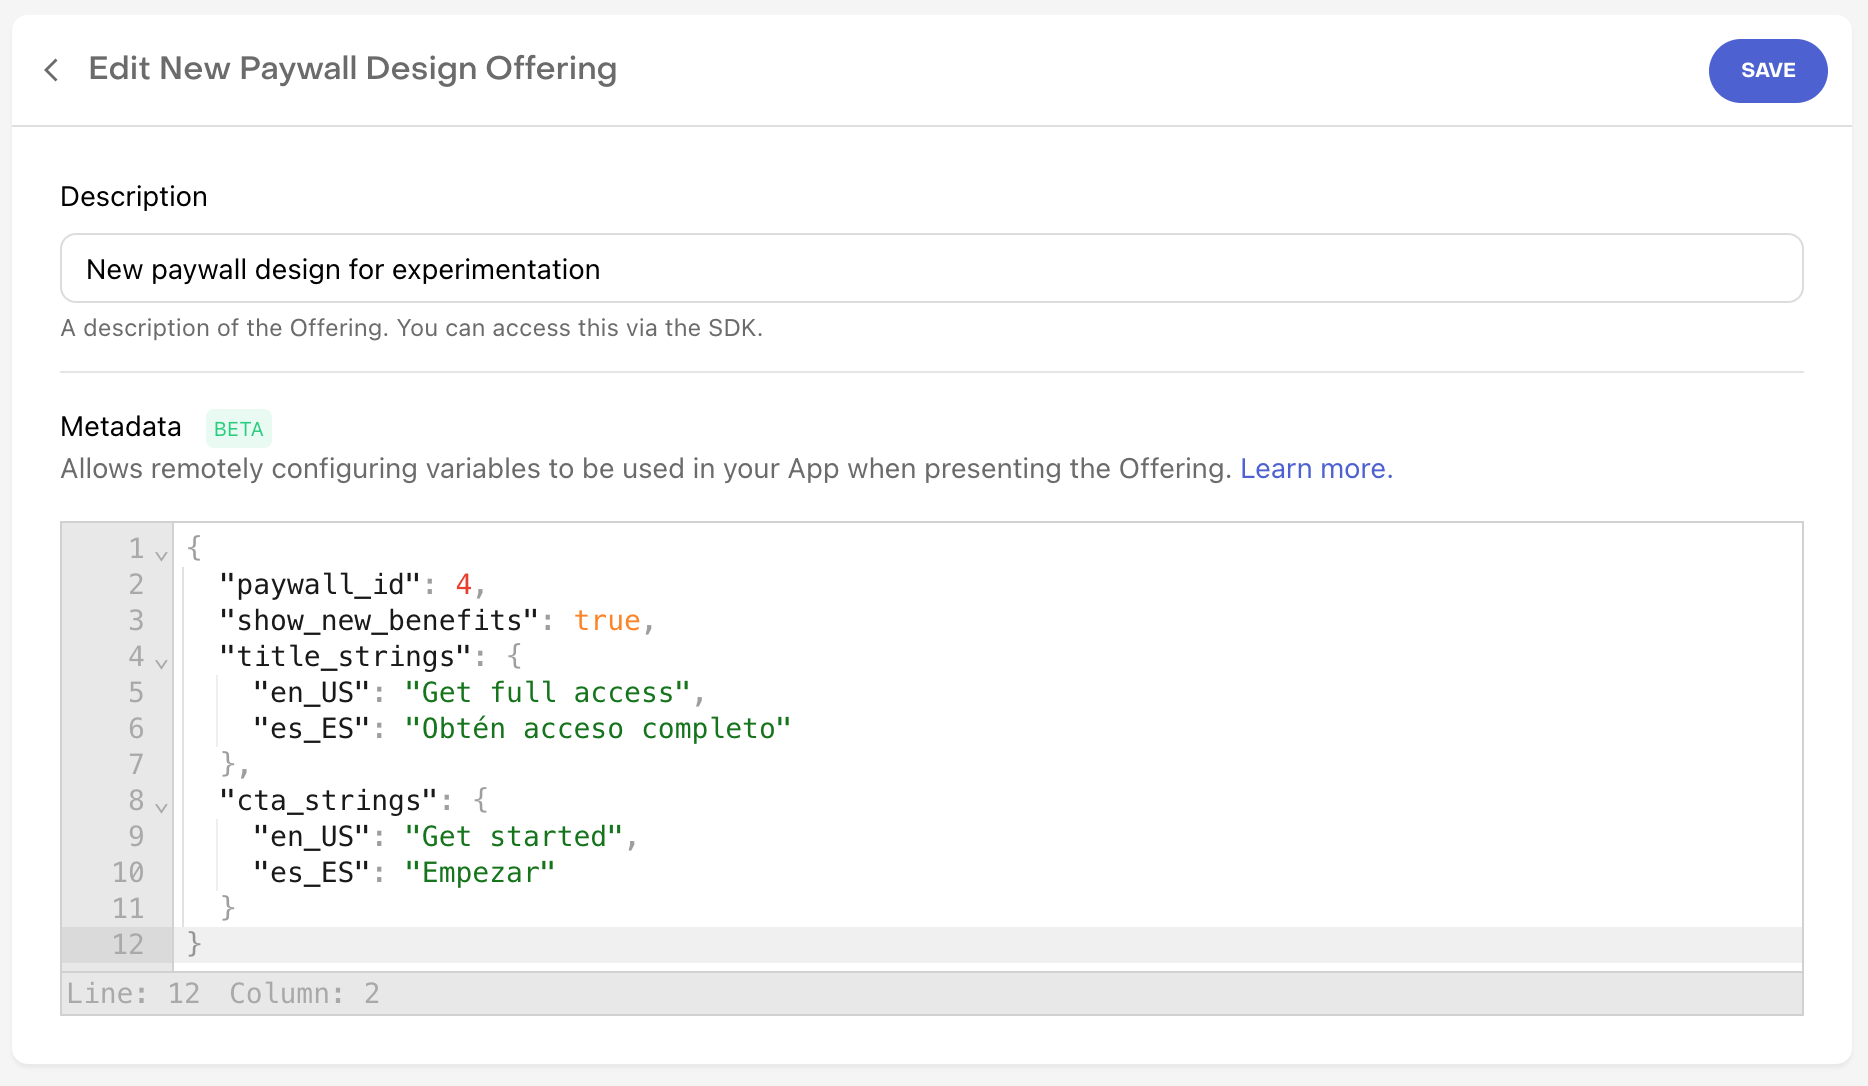 Edit New Paywall Design Offering
SAVE
Description
New paywall design for experimentation
A description of the Offering. You can access this via the SDK.
Metadata BETA
Allows remotely configuring variables to be used in your App when presenting the Offering. Learn more.
1 {
2 "paywall_id": 4,
3 "show_new_benefits": true,
4 "title_strings": {
5 "en_US": "Get full access",
6 "es_ES": "Obtén acceso completo"
7 },
8 "cta_strings": {
9 "en_US": "Get started",
10 "es_ES": "Empezar"
11 }
12 }
Line: 12 Column: 2